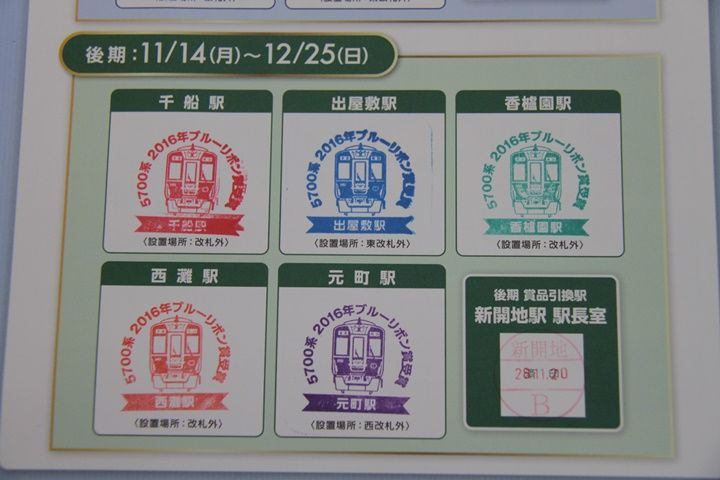 後期:11/14(月)~12/25(日)
千船駅
5700系 2016年ブルーリボン賞受賞
千船駅
〈設置場所:改札外〉
出屋敷駅
5700系 2016年ブルーリボン賞受賞
出屋敷駅
〈設置場所:東改札外〉
香櫨園駅
5700系 2016年ブルーリボン賞受賞
香櫨園駅
〈設置場所:改札外〉
西灘駅
5700系 2016年ブルーリボン賞受賞
西灘駅
〈設置場所:改札外〉
元町駅
5700系 2016年ブルーリボン賞受賞
元町駅
〈設置場所:西改札外〉
後期 賞品引換駅
新開地駅 駅長室
新開地
B